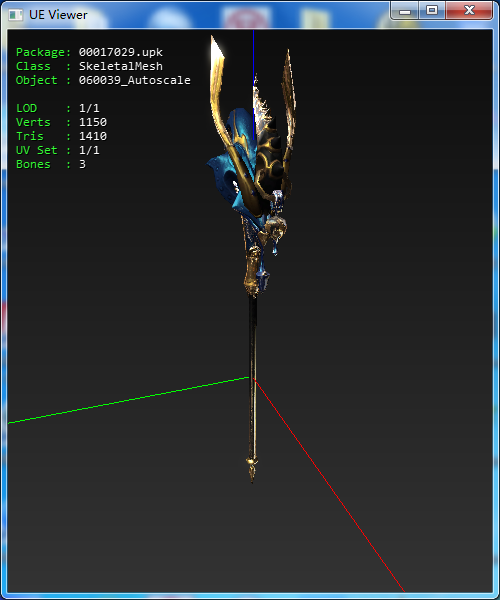 UE Viewer
Package: 00017029.upk
Class : SkeletalMesh
Object : 060039_Autoscale
LOD : 1/1
Verts : 1150
Tris : 1410
UV Set : 1/1
Bones : 3